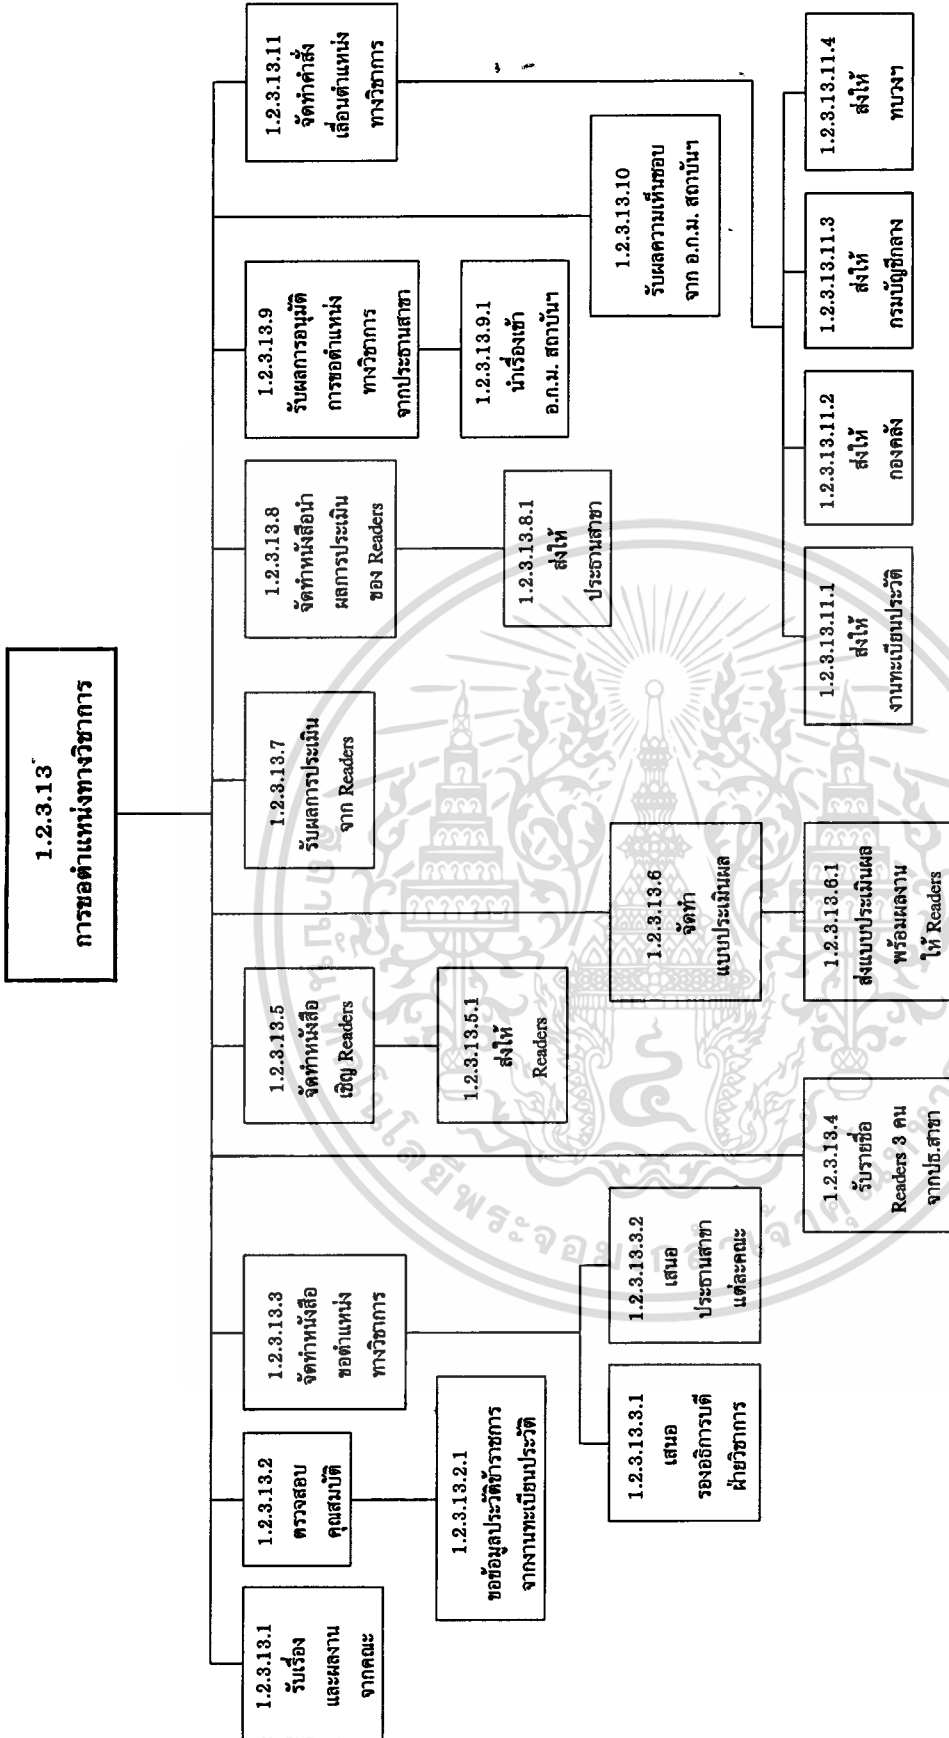 1.2.3.13
การขอตำแหน่งทางวิชาการ
1.2.3.13.1
รับเรื่อง
และผลงาน
จากคณะ
1.2.3.13.2
ตรวจสอบ
คุณสมบัติ
1.2.3.13.2.1
ขอข้อมูลประวัติข้าราชการ
จากงานทะเบียนประวัติ
1.2.3.13.3
จัดทำหนังสือ
ขอตำแหน่ง
ทางวิชาการ
1.2.3.13.3.1
เสนอ
รองอธิการบดี
ฝ่ายวิชาการ
1.2.3.13.3.2
เสนอ
ประธานสาขา
แต่ละคณะ
1.2.3.13.4
รับรายชื่อ
Readers 3 คน
จากปธ.สาขา
1.2.3.13.5
จัดทำหนังสือ
เชิญ Readers
1.2.3.13.5.1
ส่งให้
Readers
1.2.3.13.6
จัดทำ
แบบประเมินผล
1.2.3.13.6.1
ส่งแบบประเมินผล
พร้อมผลงาน
ให้ Readers
1.2.3.13.7
รับผลการประเมิน
จาก Readers
1.2.3.13.8
จัดทำหนังสือนำ
ผลการประเมิน
ของ Readers
1.2.3.13.8.1
ส่งให้
ประธานสาขา
1.2.3.13.9
รับผลการอนุมัติ
การขอตำแหน่ง
ทางวิชาการ
จากประธานสาขา
1.2.3.13.9.1
นำเรื่องเข้า
อ.ก.ม. สถาบันฯ
1.2.3.13.10
รับผลความเห็นชอบ
จาก อ.ก.ม. สถาบันฯ
1.2.3.13.11
จัดทำคำสั่ง
เลื่อนตำแหน่ง
ทางวิชาการ
1.2.3.13.11.1
ส่งให้
งานทะเบียนประวัติ
1.2.3.13.11.2
ส่งให้
กองคลัง
1.2.3.13.11.3
ส่งให้
กรมบัญชีกลาง
1.2.3.13.11.4
ส่งให้
ทบวงฯ